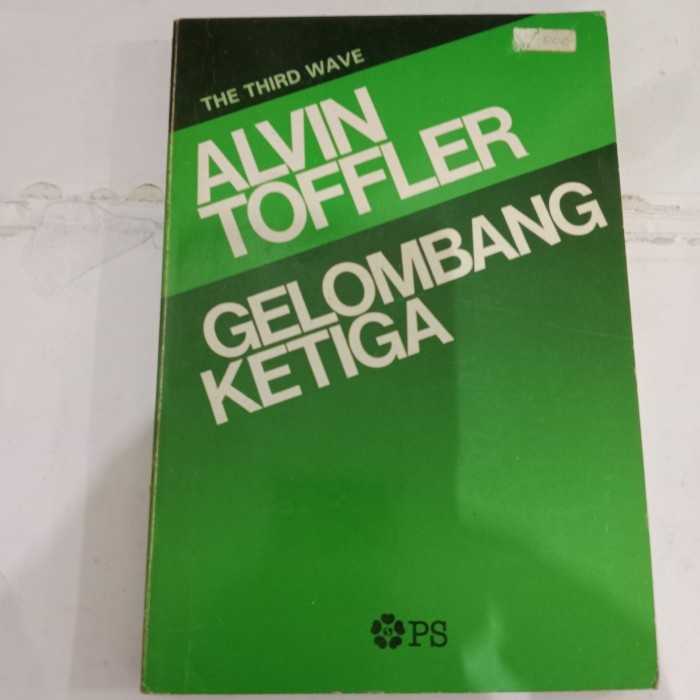 THE THIRD WAVE
ALVIN
TOFFLER
GELOMBANG
KETIGA
PS